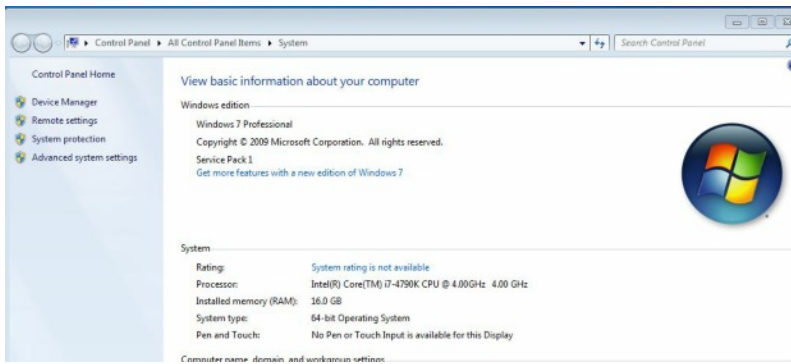 Control Panel All Control Panel Items System
Search Control Panel
Control Panel Home
Device Manager
Remote settings
System protection
Advanced system settings
View basic information about your computer
Windows edition
Windows 7 Professional
Copyright © 2009 Microsoft Corporation. All rights reserved.
Service Pack 1
Get more features with a new edition of Windows 7
System
Rating: System rating is not available
Processor: Intel(R) Core(TM) i7-4790K CPU @ 4.00GHz 4.00 GHz
Installed memory (RAM): 16.0 GB
System type: 64-bit Operating System
Pen and Touch: No Pen or Touch Input is available for this Display
Computer name, domain, and workgroup settings